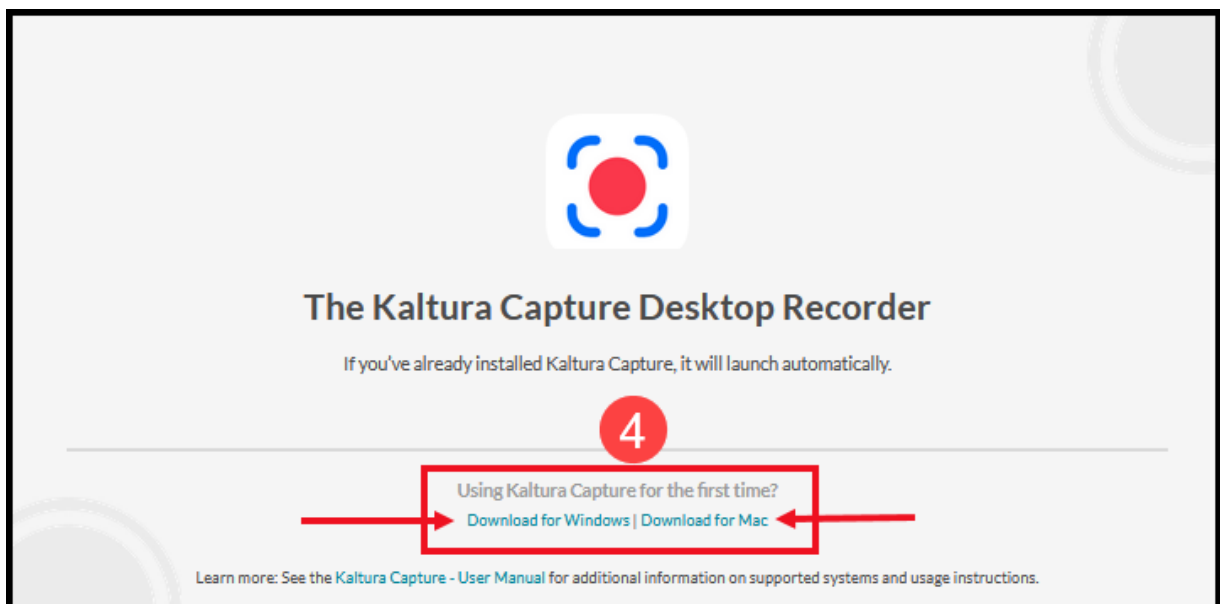 The Kaltura Capture Desktop Recorder
If you've already installed Kaltura Capture, it will launch automatically.
4
Using Kaltura Capture for the first time?
Download for Windows | Download for Mac
Learn more: See the Kaltura Capture - User Manual for additional information on supported systems and usage instructions.